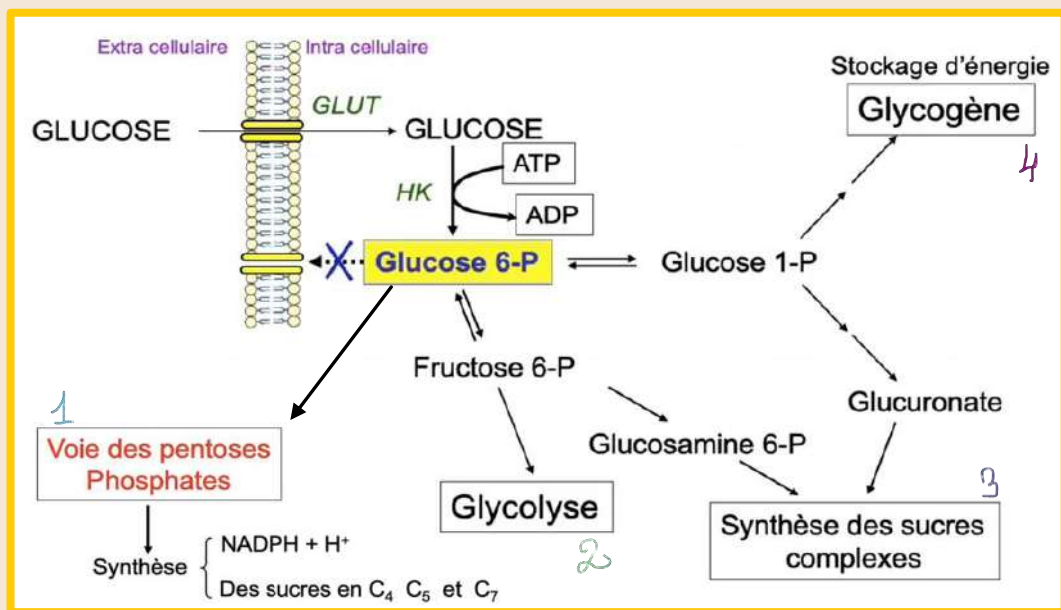 Extra cellulaire
Intra cellulaire
Stockage d'énergie
Glycogène
4
GLUCOSE
GLUT
GLUCOSE
ATP
HK
ADP
Glucose 6-P
Glucose 1-P
Fructose 6-P
Glucuronate
1
Voie des pentoses
Phosphates
Glucosamine 6-P
Glycolyse
2
3
Synthèse des sucres
complexes
Synthèse
NADPH + H⁺
Des sucres en C₄ C₅ et C₇